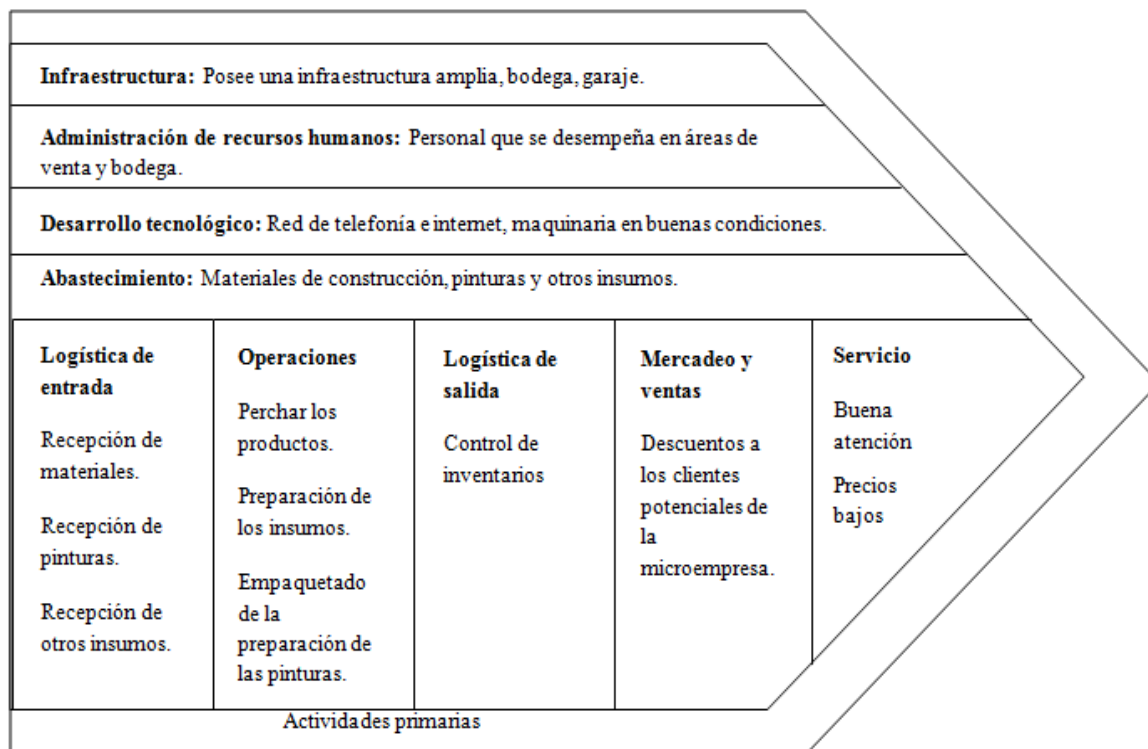 Infraestructura: Posee una infraestructura amplia, bodega, garaje.
Administración de recursos humanos: Personal que se desempeña en áreas de
venta y bodega.
Desarrollo tecnológico: Red de telefonía e internet, maquinaria en buenas condiciones.
Abastecimiento: Materiales de construcción, pinturas y otros insumos.
Logística de
entrada
Recepción de
materiales.
Recepción de
pinturas.
Recepción de
otros insumos.
Operaciones
Perchar los
productos.
Preparación de
los insumos.
Empaquetado
de la
preparación de
las pinturas.
Logística de
salida
Control de
inventarios
Mercadeo y
ventas
Descuentos a
los clientes
potenciales de
la
microempresa.
Servicio
Buena
atención
Precios
bajos
Actividades primarias